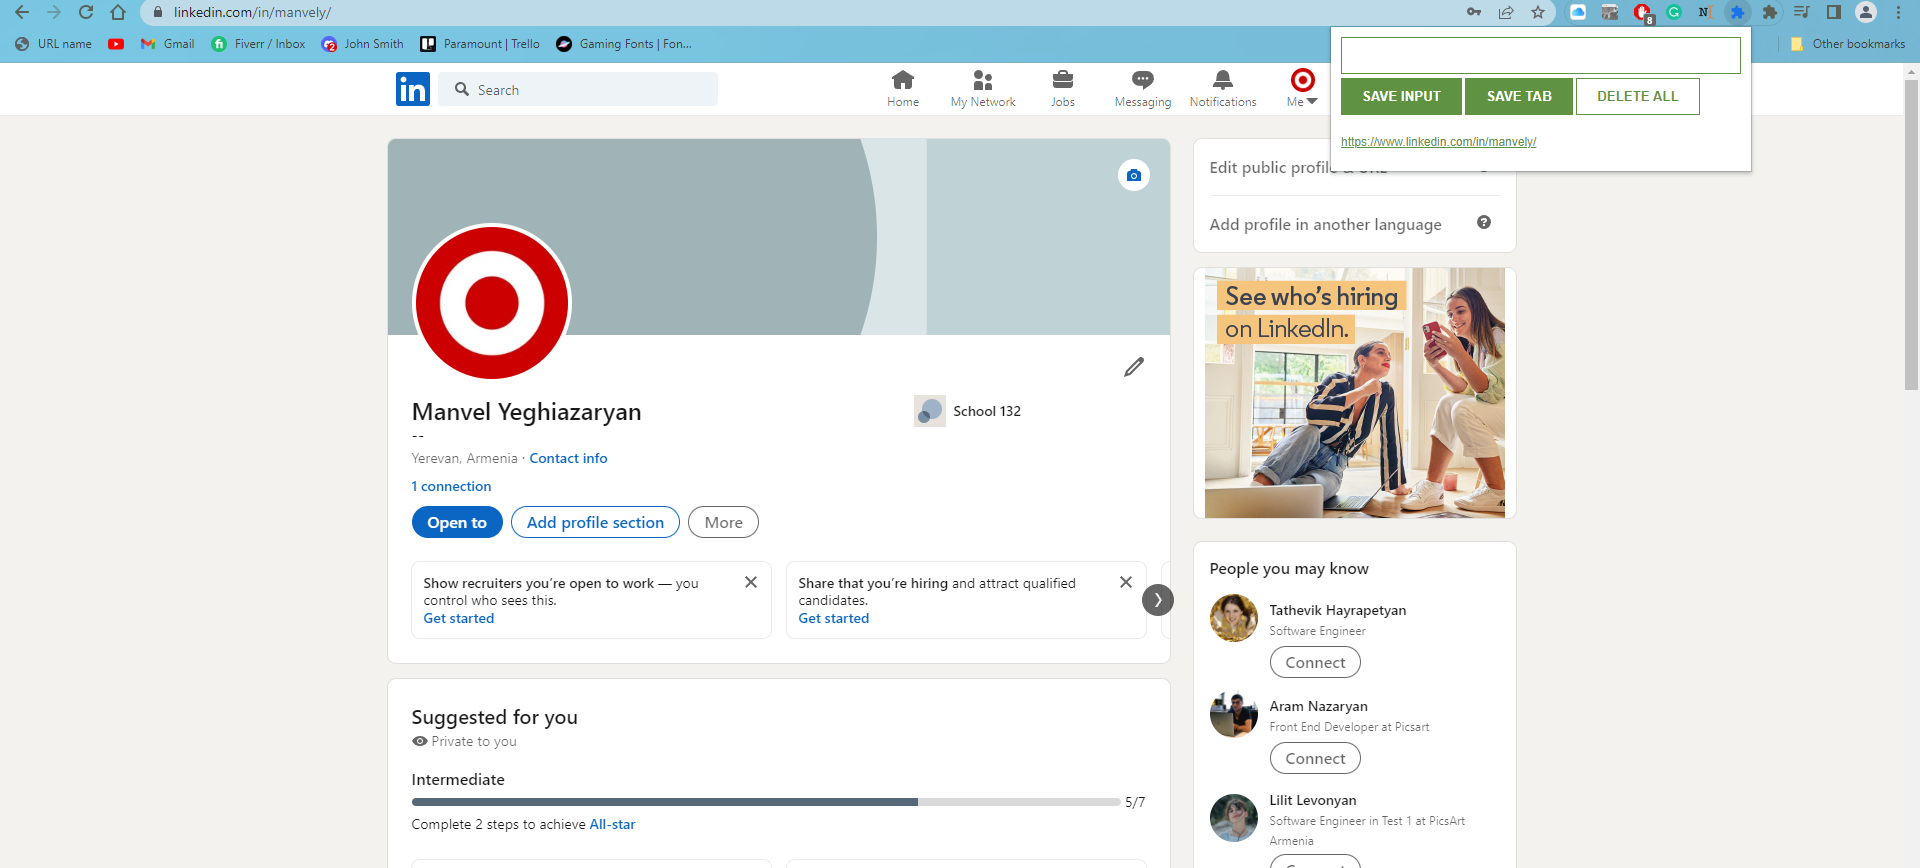 linkedin.com/in/manvely/
8
URL name
Gmail
Fiverr / Inbox
2
John Smith
Paramount | Trello
Gaming Fonts | Fon...
Other bookmarks
in
Search
Home
My Network
Jobs
Messaging
Notifications
Me
SAVE INPUT
SAVE TAB
DELETE ALL
https://www.linkedin.com/in/manvely/
Edit public profile & URL
Add profile in another language
?
See who's hiring
on LinkedIn.
Manvel Yeghiazaryan
--
Yerevan, Armenia · Contact info
1 connection
School 132
Open to
Add profile section
More
Show recruiters you're open to work — you
control who sees this.
Get started
Share that you're hiring and attract qualified
candidates.
Get started
People you may know
Tathevik Hayrapetyan
Software Engineer
Connect
Aram Nazaryan
Front End Developer at Picsart
Connect
Lilit Levonyan
Software Engineer in Test 1 at PicsArt
Armenia
Suggested for you
Private to you
Intermediate
5/7
Complete 2 steps to achieve All-star